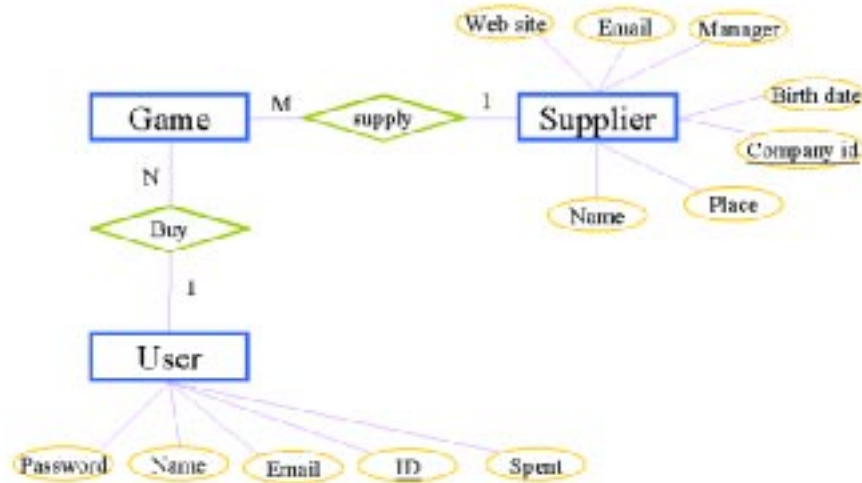 Web site
Email
Manager
Game
M
supply
1
Supplier
Birth date
Company id
Name
Place
N
Buy
1
User
Password
Name
Email
ID
Spent